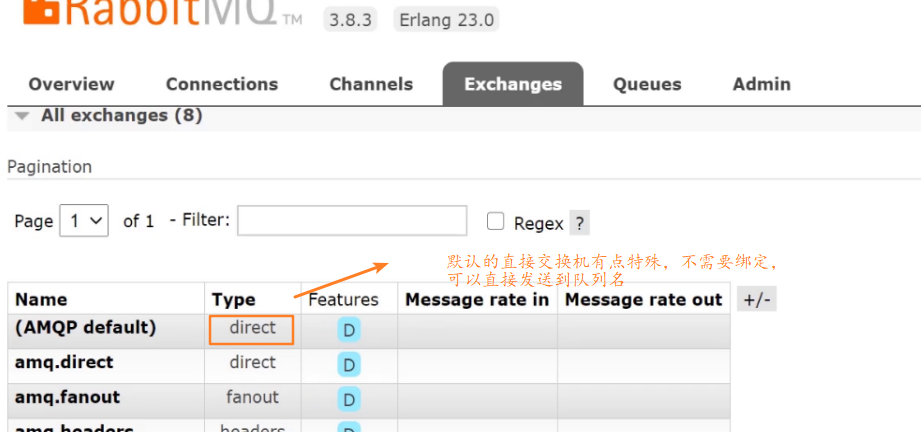 RabbitMQ TM 3.8.3 Erlang 23.0
Overview Connections Channels Exchanges Queues Admin
All exchanges (8)
Pagination
Page 1 of 1 - Filter: Regex ?
默认的直接交换机有点特殊，不需要绑定，
可以直接发送到队列名
Name Type Features Message rate in Message rate out +/-
(AMQP default) direct D
amq.direct direct D
amq.fanout fanout D
amq.headers headers D